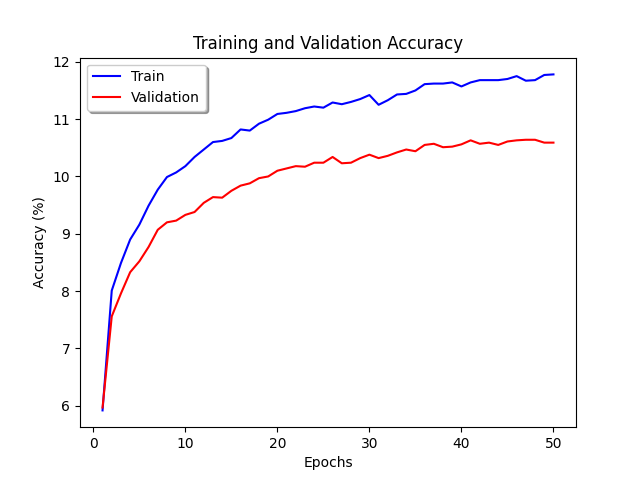 Training and Validation Accuracy
Train
Validation
Accuracy (%)
12
11
10
9
8
7
6
0 10 20 30 40 50
Epochs